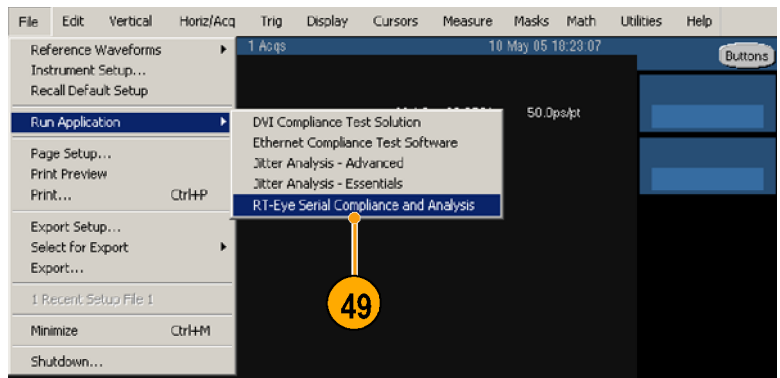 File Edit Vertical Horiz/Acq Trig Display Cursors Measure Masks Math Utilities Help
1 Acqs 10 May 05 18:23:07
Buttons
Reference Waveforms
Instrument Setup...
Recall Default Setup
50.0ps/pt
Run Application
DVI Compliance Test Solution
Ethernet Compliance Test Software
Jitter Analysis - Advanced
Jitter Analysis - Essentials
RT-Eye Serial Compliance and Analysis
Page Setup...
Print Preview
Print... Ctrl+P
Export Setup...
Select for Export
Export...
1 Recent Setup File 1
49
Minimize Ctrl+M
Shutdown...